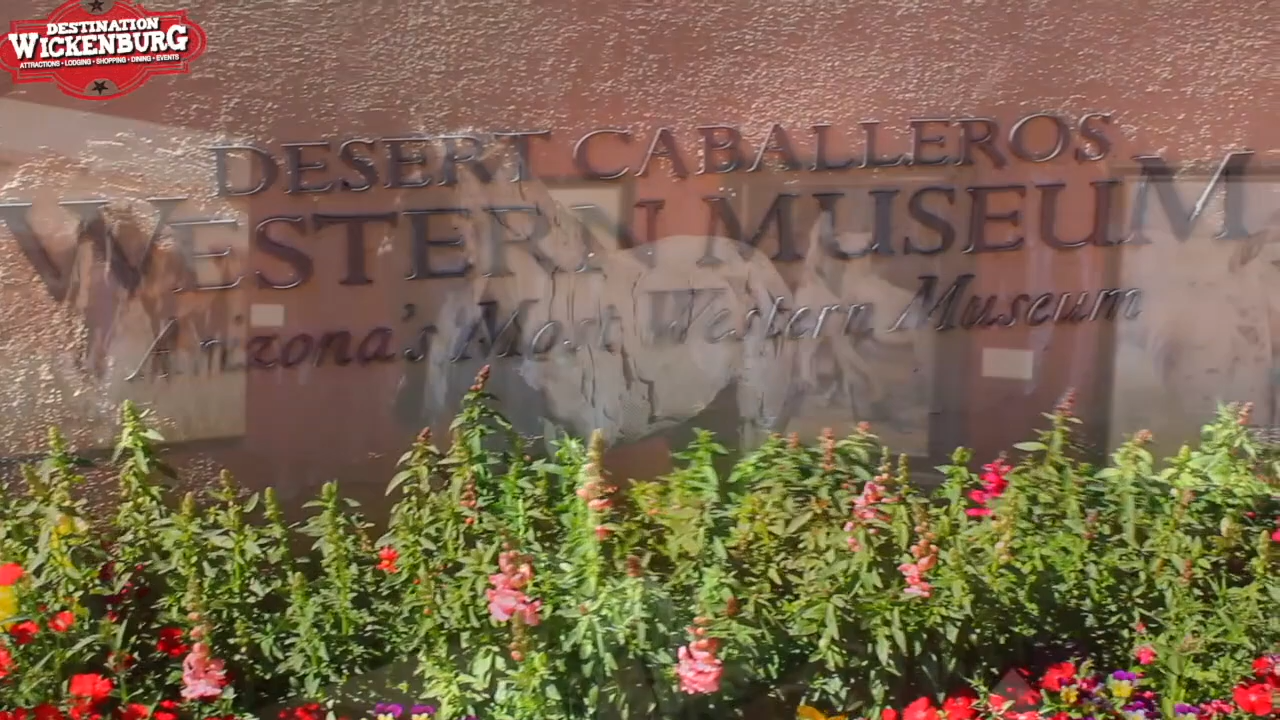 DESTINATION
WICKENBURG
ATTRACTIONS • LODGING • SHOPPING • DINING • EVENTS
DESERT CABALLEROS
WESTERN MUSEUM
Arizona's Most Western Museum